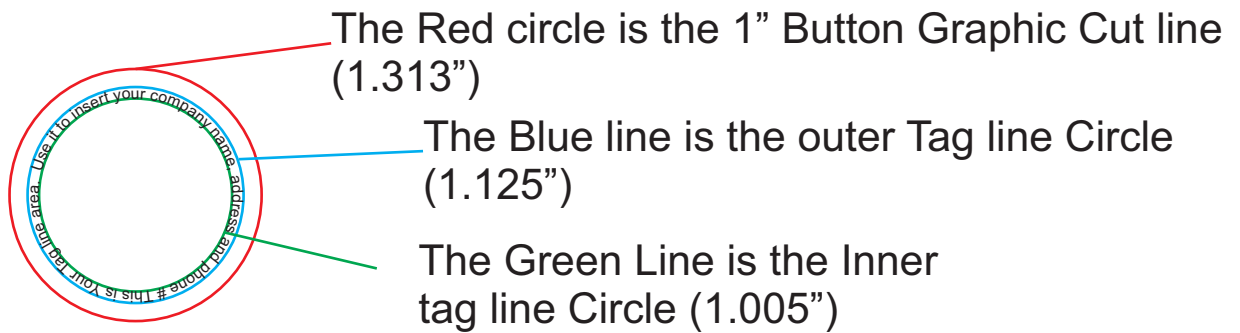 The Red circle is the 1” Button Graphic Cut line
(1.313”)
The Blue line is the outer Tag line Circle
(1.125”)
The Green Line is the Inner
tag line Circle (1.005”)
This is Your Tag line area.  Use it to insert your company name, address and phone #